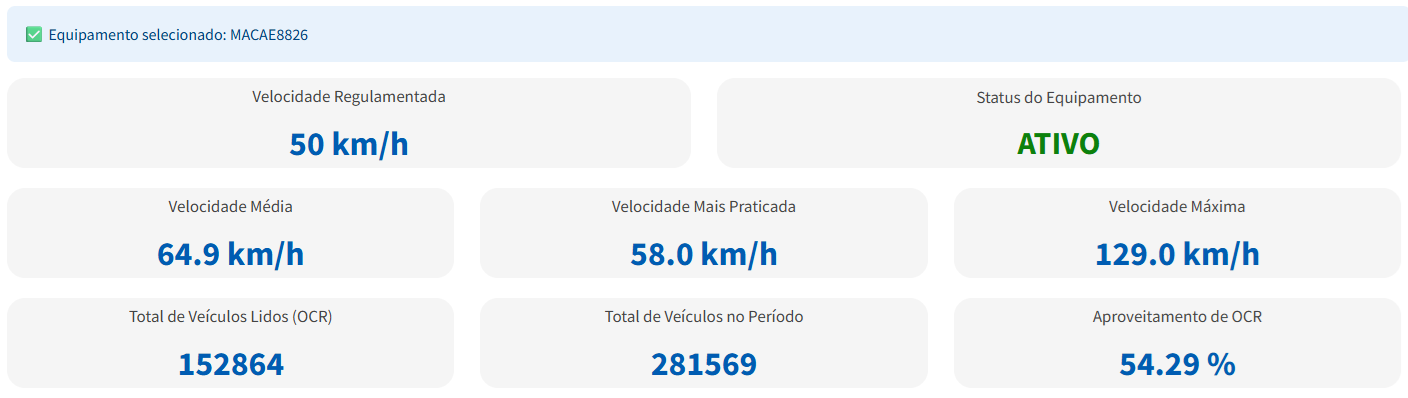 ✅ Equipamento selecionado: MACAE8826
Velocidade Regulamentada
50 km/h
Status do Equipamento
ATIVO
Velocidade Média
64.9 km/h
Velocidade Mais Praticada
58.0 km/h
Velocidade Máxima
129.0 km/h
Total de Veículos Lidos (OCR)
152864
Total de Veículos no Período
281569
Aproveitamento de OCR
54.29 %